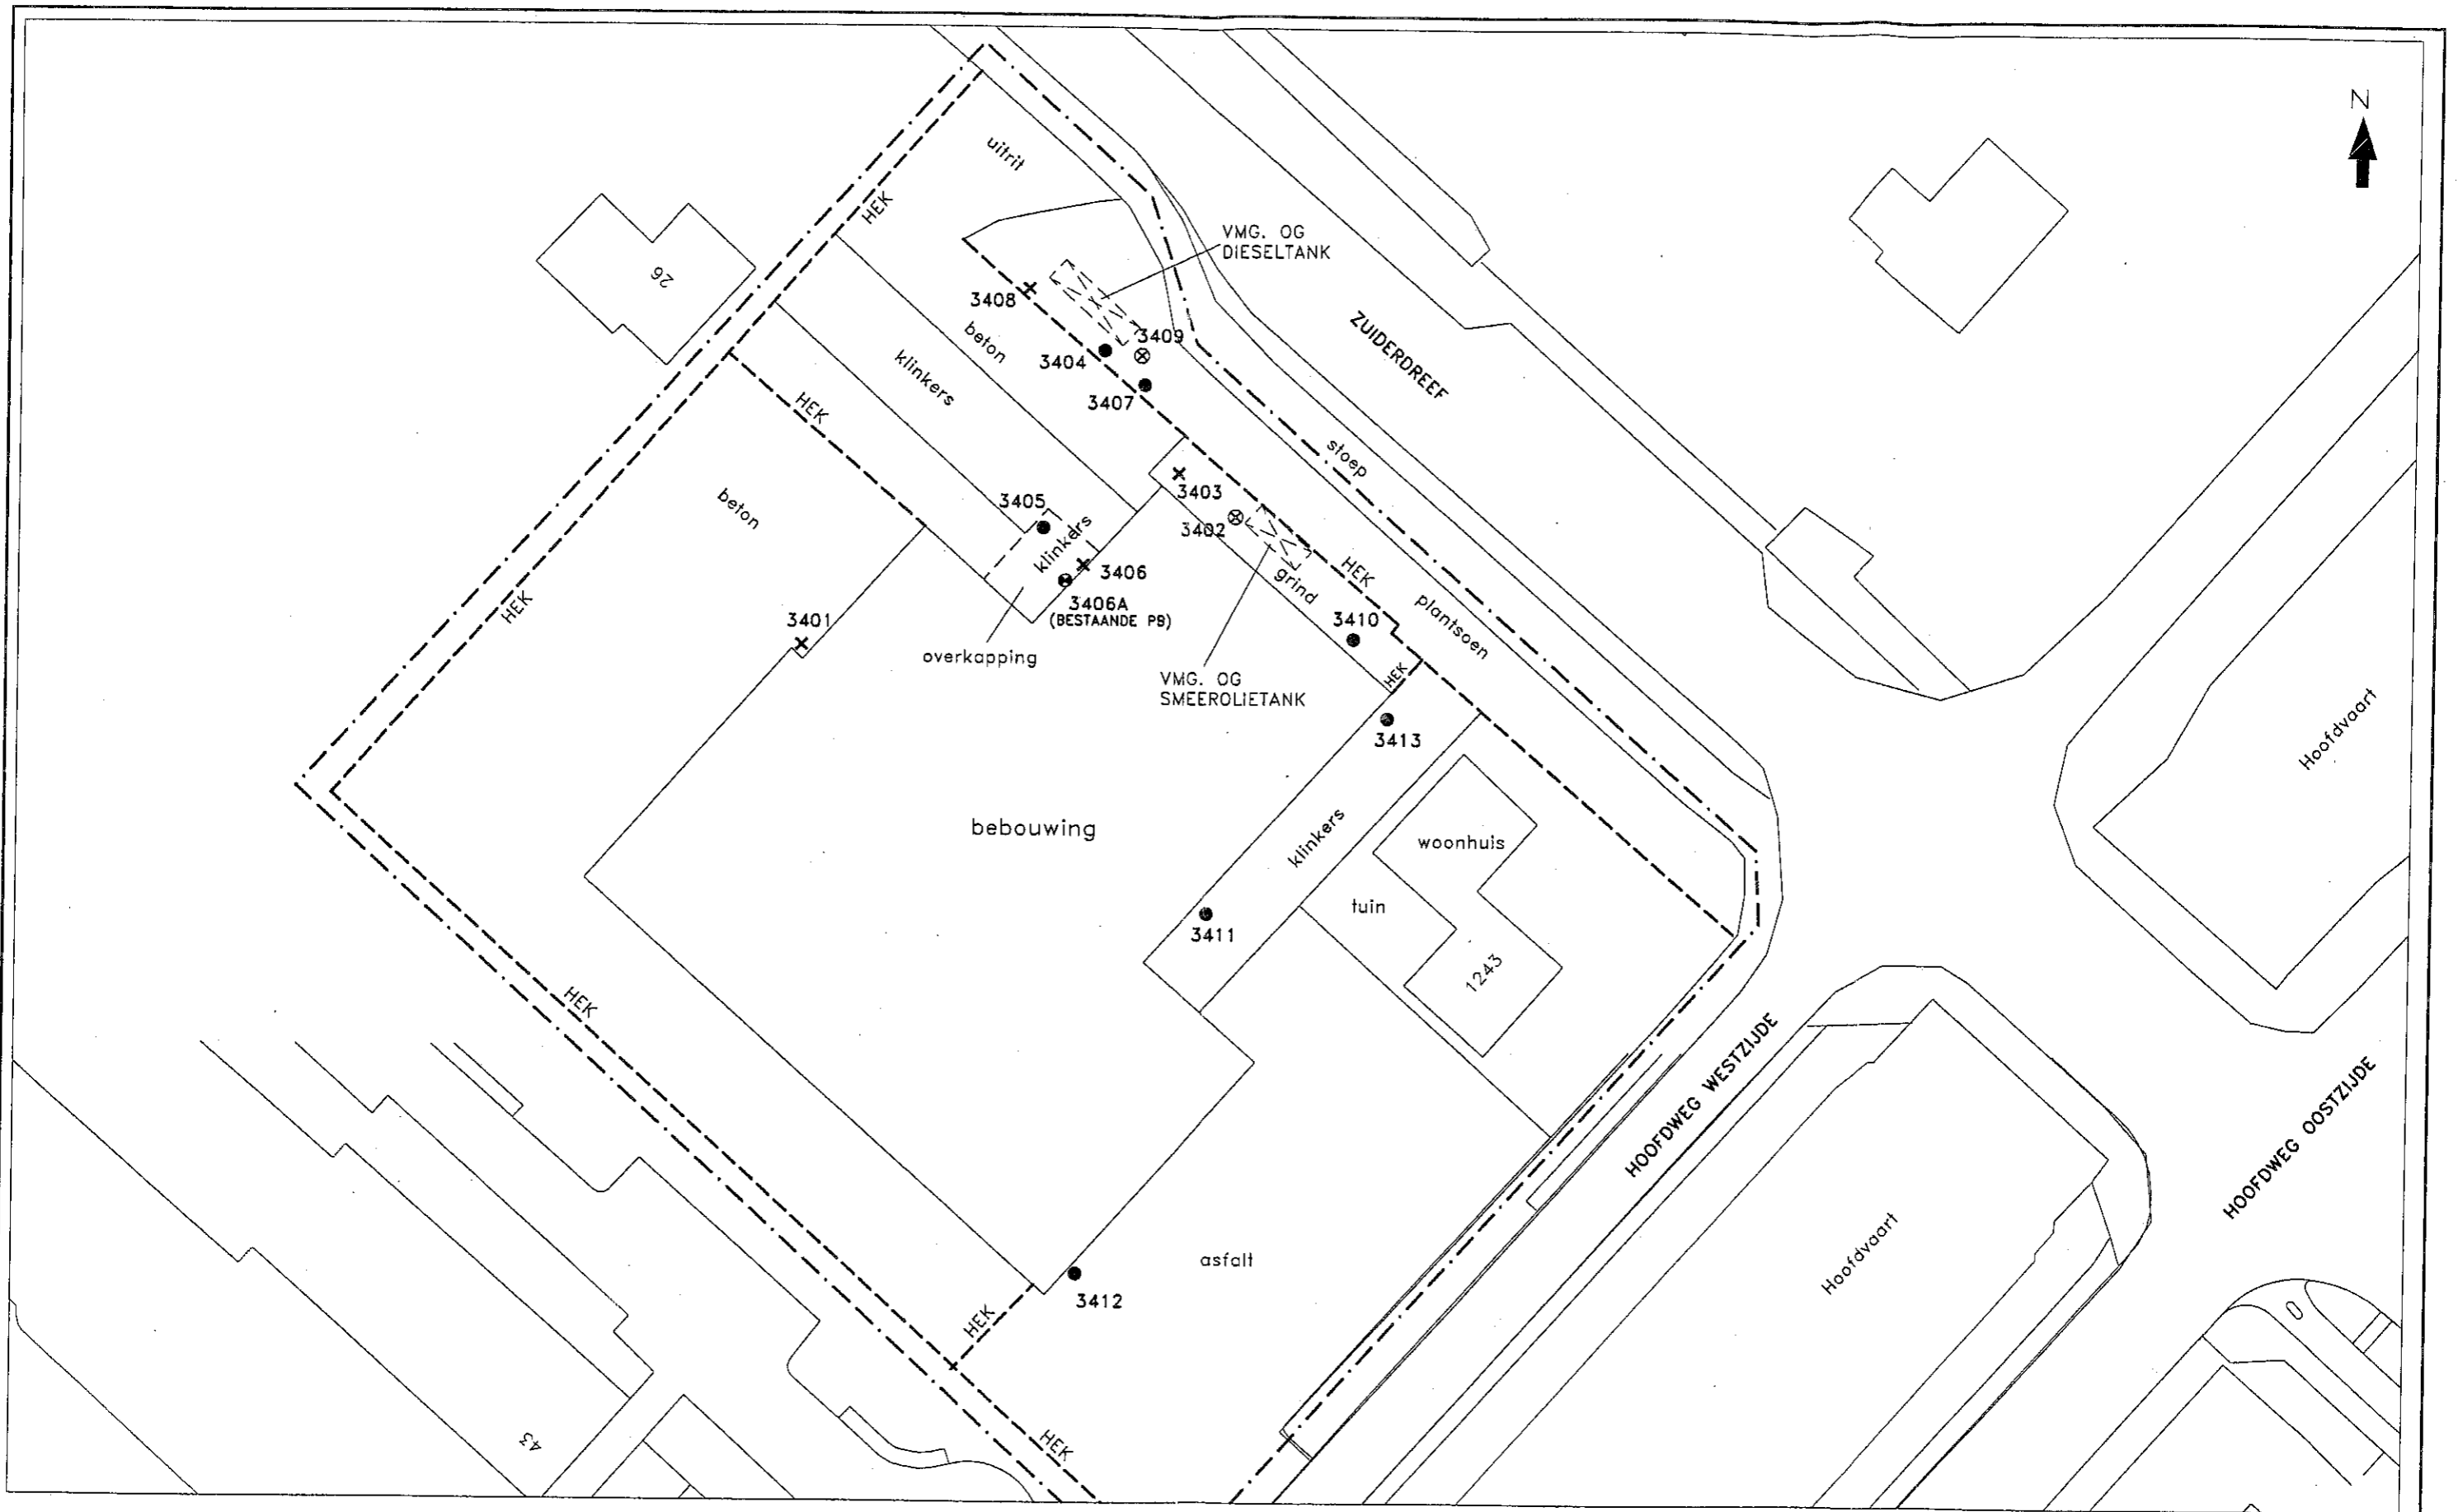 N
uitrit
HEK
VMG. OG
DIESELTANK
26
3408
beton
3409
3404
ZUIDERDREEF
klinkers
3407
HEK
stoep
3403
beton
3405
3402
klinkers
HEK
3406
grind
HEK
3406A
(BESTAANDE PB)
plantsoen
3401
3410
overkapping
HEK
VMG. OG
SMEEROLIETANK
3413
Hoofdvaart
bebouwing
klinkers
woonhuis
tuin
3411
1243
HEK
HOOFDWEG WESTZIJDE
HOOFDWEG OOSTZIJDE
asfalt
Hoofdvaart
3412
HEK
43
HEK